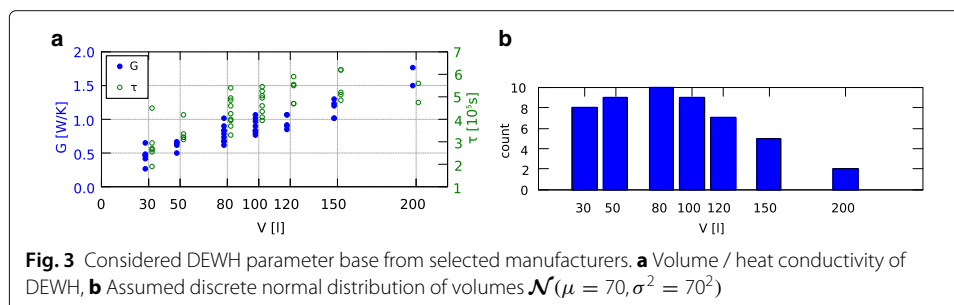 a
2.0
1.5
1.0
0.5
0.0
G [W/K]
G
τ
7
6
5
4
3
2
1
τ [10⁵s]
0 30 50 80 100 120 150 200
V [l]
b
10
8
6
4
2
0
count
30 50 80 100 120 150 200
V [l]
Fig. 3 Considered DEWH parameter base from selected manufacturers. a Volume / heat conductivity of
DEWH, b Assumed discrete normal distribution of volumes 𝒩(μ = 70, σ² = 70²)